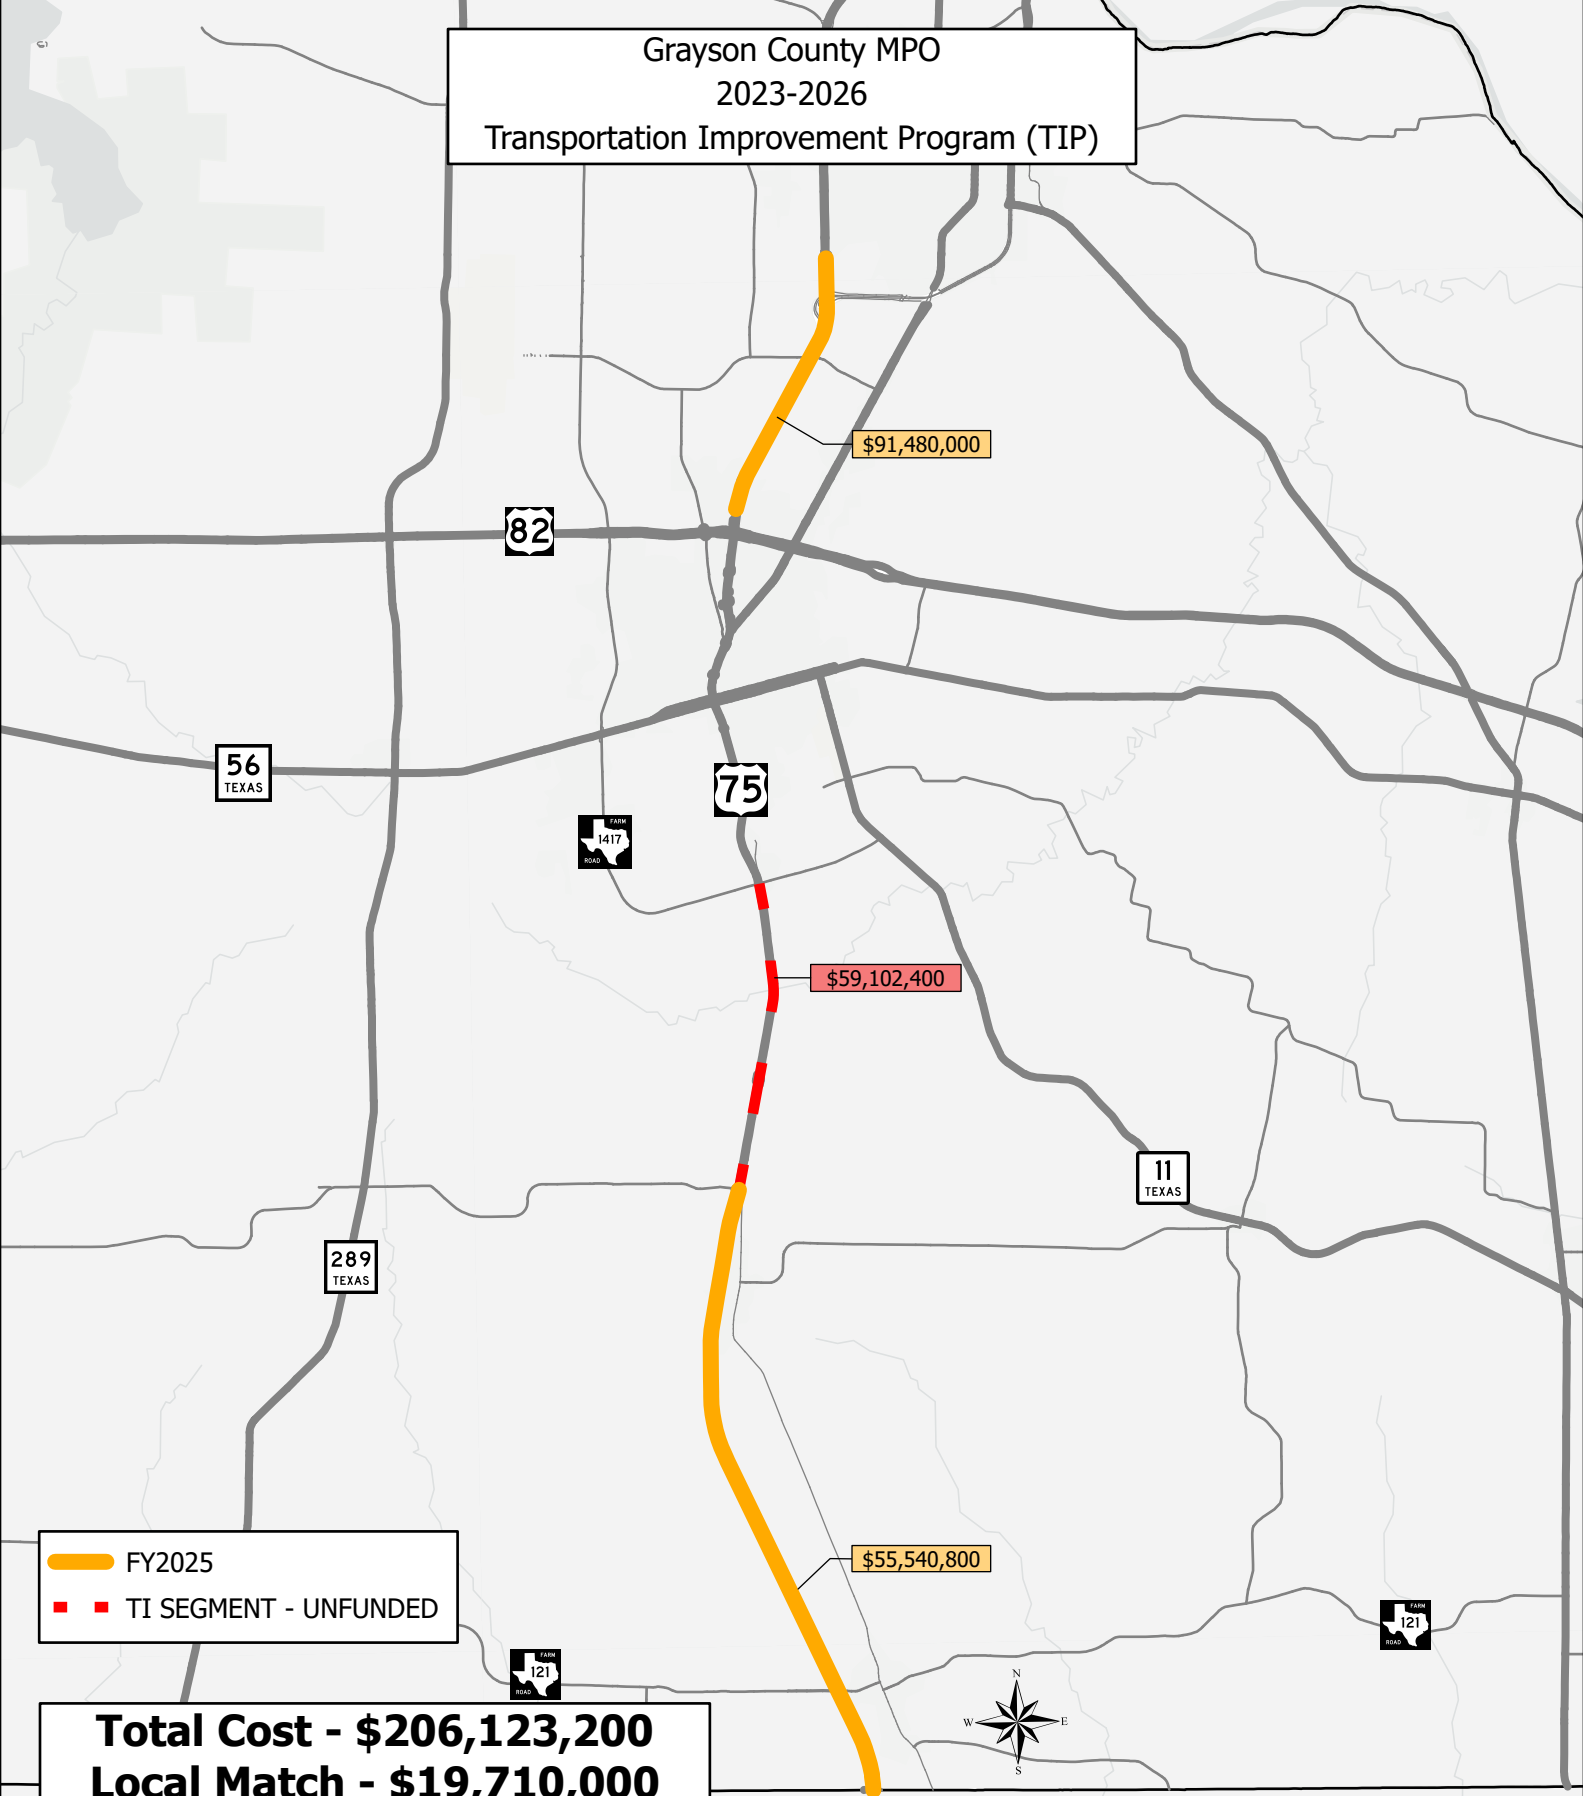 Grayson County MPO
2023-2026
Transportation Improvement Program (TIP)
$91,480,000
82
56
TEXAS
75
FARM
1417
ROAD
$59,102,400
11
TEXAS
289
TEXAS
FY2025
TI SEGMENT - UNFUNDED
$55,540,800
FARM
121
ROAD
FARM
121
ROAD
N
W
E
S
Total Cost - $206,123,200
Local Match - $19,710,000